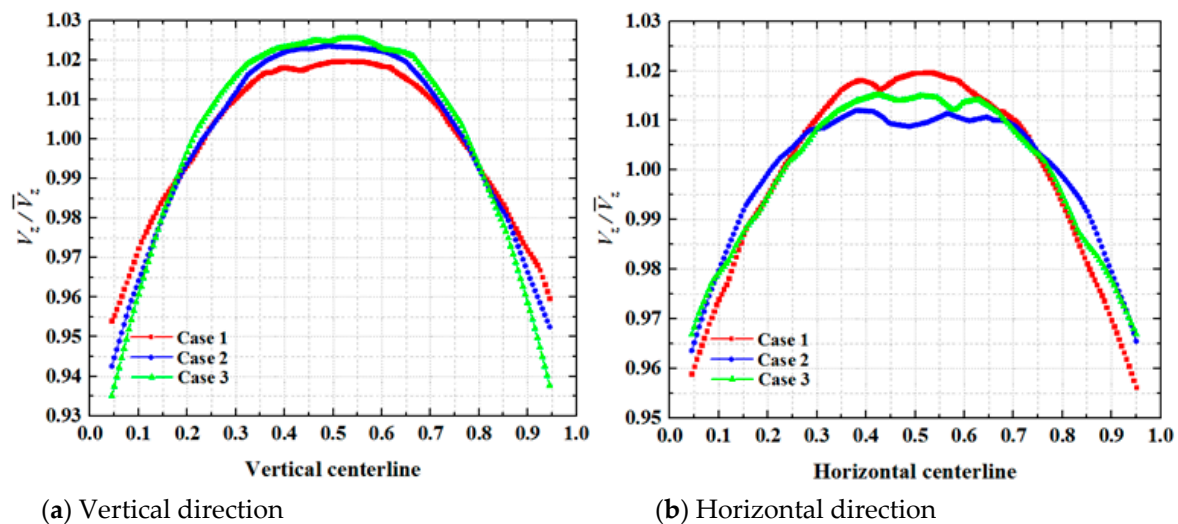 1.03
1.02
1.01
1.00
0.99
0.98
0.97
0.96
0.95
0.94
0.93
V_z / V̅_z
Case 1
Case 2
Case 3
0.0 0.1 0.2 0.3 0.4 0.5 0.6 0.7 0.8 0.9 1.0
Vertical centerline
(a) Vertical direction
1.03
1.02
1.01
1.00
0.99
0.98
0.97
0.96
0.95
V_z / V̅_z
Case 1
Case 2
Case 3
0.0 0.1 0.2 0.3 0.4 0.5 0.6 0.7 0.8 0.9 1.0
Horizontal centerline
(b) Horizontal direction